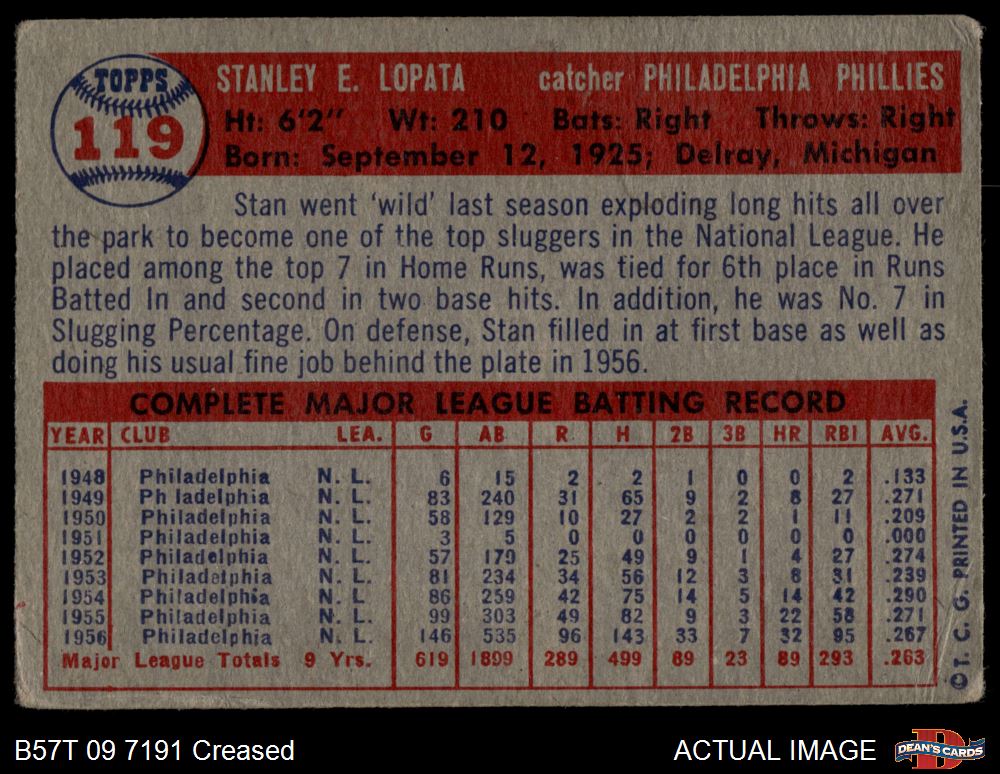 TOPPS
119
STANLEY E. LOPATA catcher PHILADELPHIA PHILLIES
Ht: 6'2" Wt: 210 Bats: Right Throws: Right
Born: September 12, 1925; Delray, Michigan
Stan went 'wild' last season exploding long hits all over
the park to become one of the top sluggers in the National League. He
placed among the top 7 in Home Runs, was tied for 6th place in Runs
Batted In and second in two base hits. In addition, he was No. 7 in
Slugging Percentage. On defense, Stan filled in at first base as well as
doing his usual fine job behind the plate in 1956.
COMPLETE MAJOR LEAGUE BATTING RECORD
YEAR CLUB LEA. G AB R H 2B 3B HR RBI AVG.
1948 Philadelphia N. L. 6 15 2 2 1 0 0 2 .133
1949 Ph ladelphia N. L. 83 240 31 65 9 2 8 27 .271
1950 Philadelphia N. L. 58 129 10 27 2 2 1 11 .209
1951 Philadelphia N. L. 3 5 0 0 0 0 0 0 .000
1952 Philadelphia N. L. 57 179 25 49 9 1 4 27 .274
1953 Philadelphia N. L. 81 234 34 56 12 3 8 31 .239
1954 Philadelphia N. L. 86 259 42 75 14 5 14 42 .290
1955 Philadelphia N. L. 99 303 49 82 9 3 22 58 .271
1956 Philadelphia N. L. 146 535 96 143 33 7 32 95 .267
Major League Totals 9 Yrs. 619 1899 289 499 89 23 89 293 .263
©T. C. G. PRINTED IN U.S.A.
B57T 09 7191 Creased ACTUAL IMAGE
DEAN'S CARDS